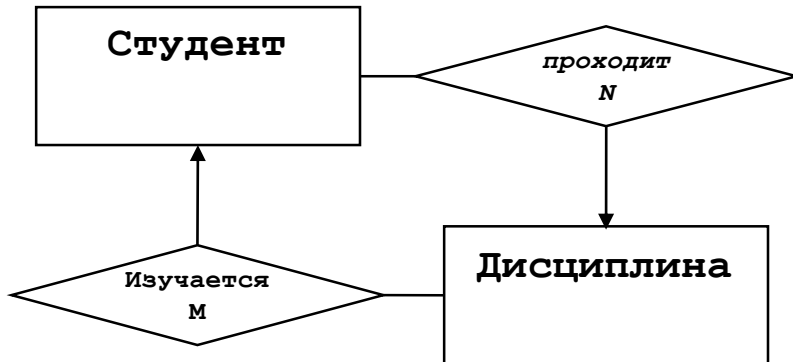 Студент
проходит
N
Изучается
М
Дисциплина